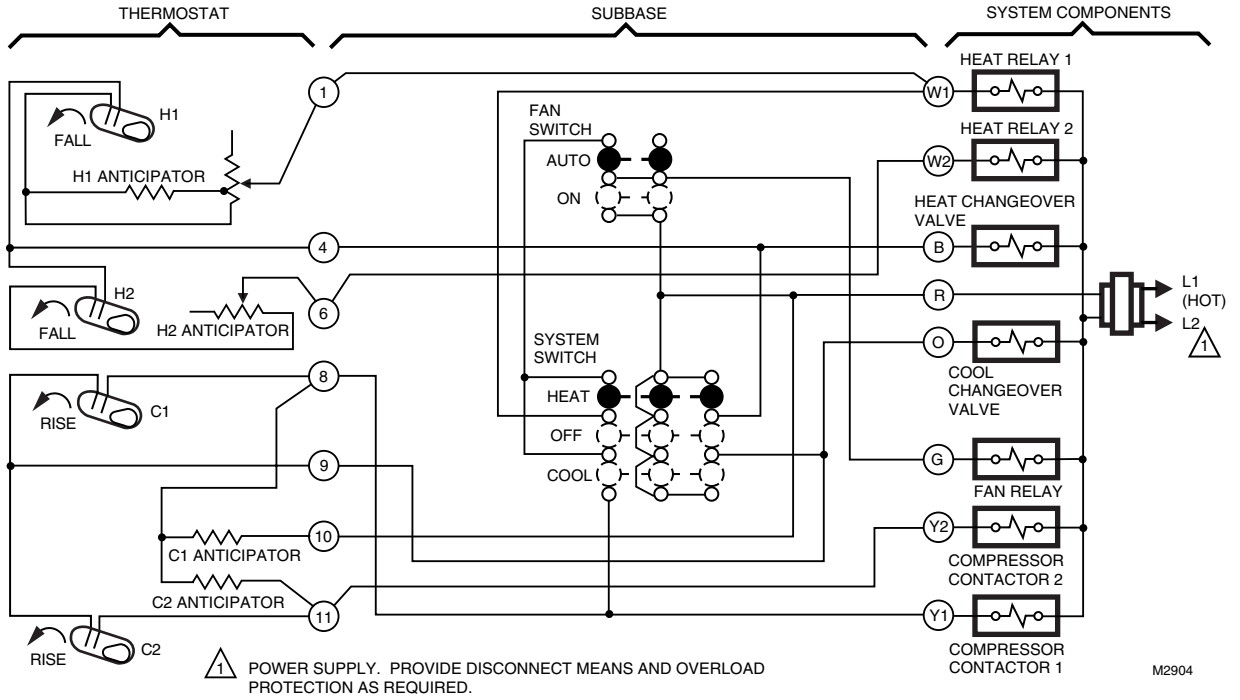 THERMOSTAT
SUBBASE
SYSTEM COMPONENTS
H1
FALL
H1 ANTICIPATOR
H2
FALL
H2 ANTICIPATOR
C1
RISE
C1 ANTICIPATOR
C2 ANTICIPATOR
C2
RISE
1
4
6
8
9
10
11
FAN
SWITCH
AUTO
ON
SYSTEM
SWITCH
HEAT
OFF
COOL
W1
W2
B
R
O
G
Y2
Y1
HEAT RELAY 1
HEAT RELAY 2
HEAT CHANGEOVER
VALVE
COOL
CHANGEOVER
VALVE
FAN RELAY
COMPRESSOR
CONTACTOR 2
COMPRESSOR
CONTACTOR 1
L1
(HOT)
L2
1
1 POWER SUPPLY. PROVIDE DISCONNECT MEANS AND OVERLOAD
PROTECTION AS REQUIRED.
M2904